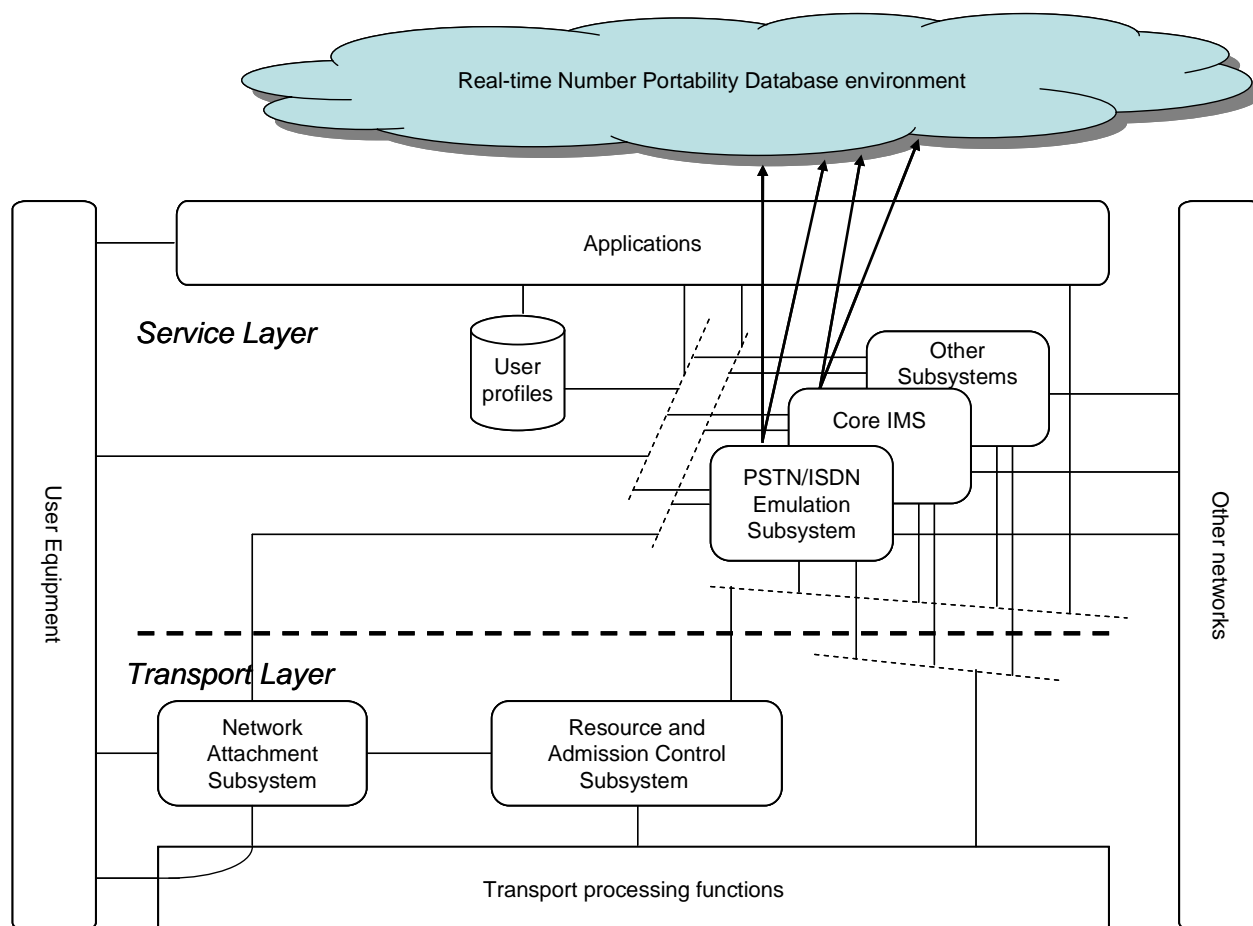 Real-time Number Portability Database environment
Applications
Service Layer
User
profiles
Other
Subsystems
Core IMS
PSTN/ISDN
Emulation
Subsystem
User Equipment
Other networks
Transport Layer
Network
Attachment
Subsystem
Resource and
Admission Control
Subsystem
Transport processing functions